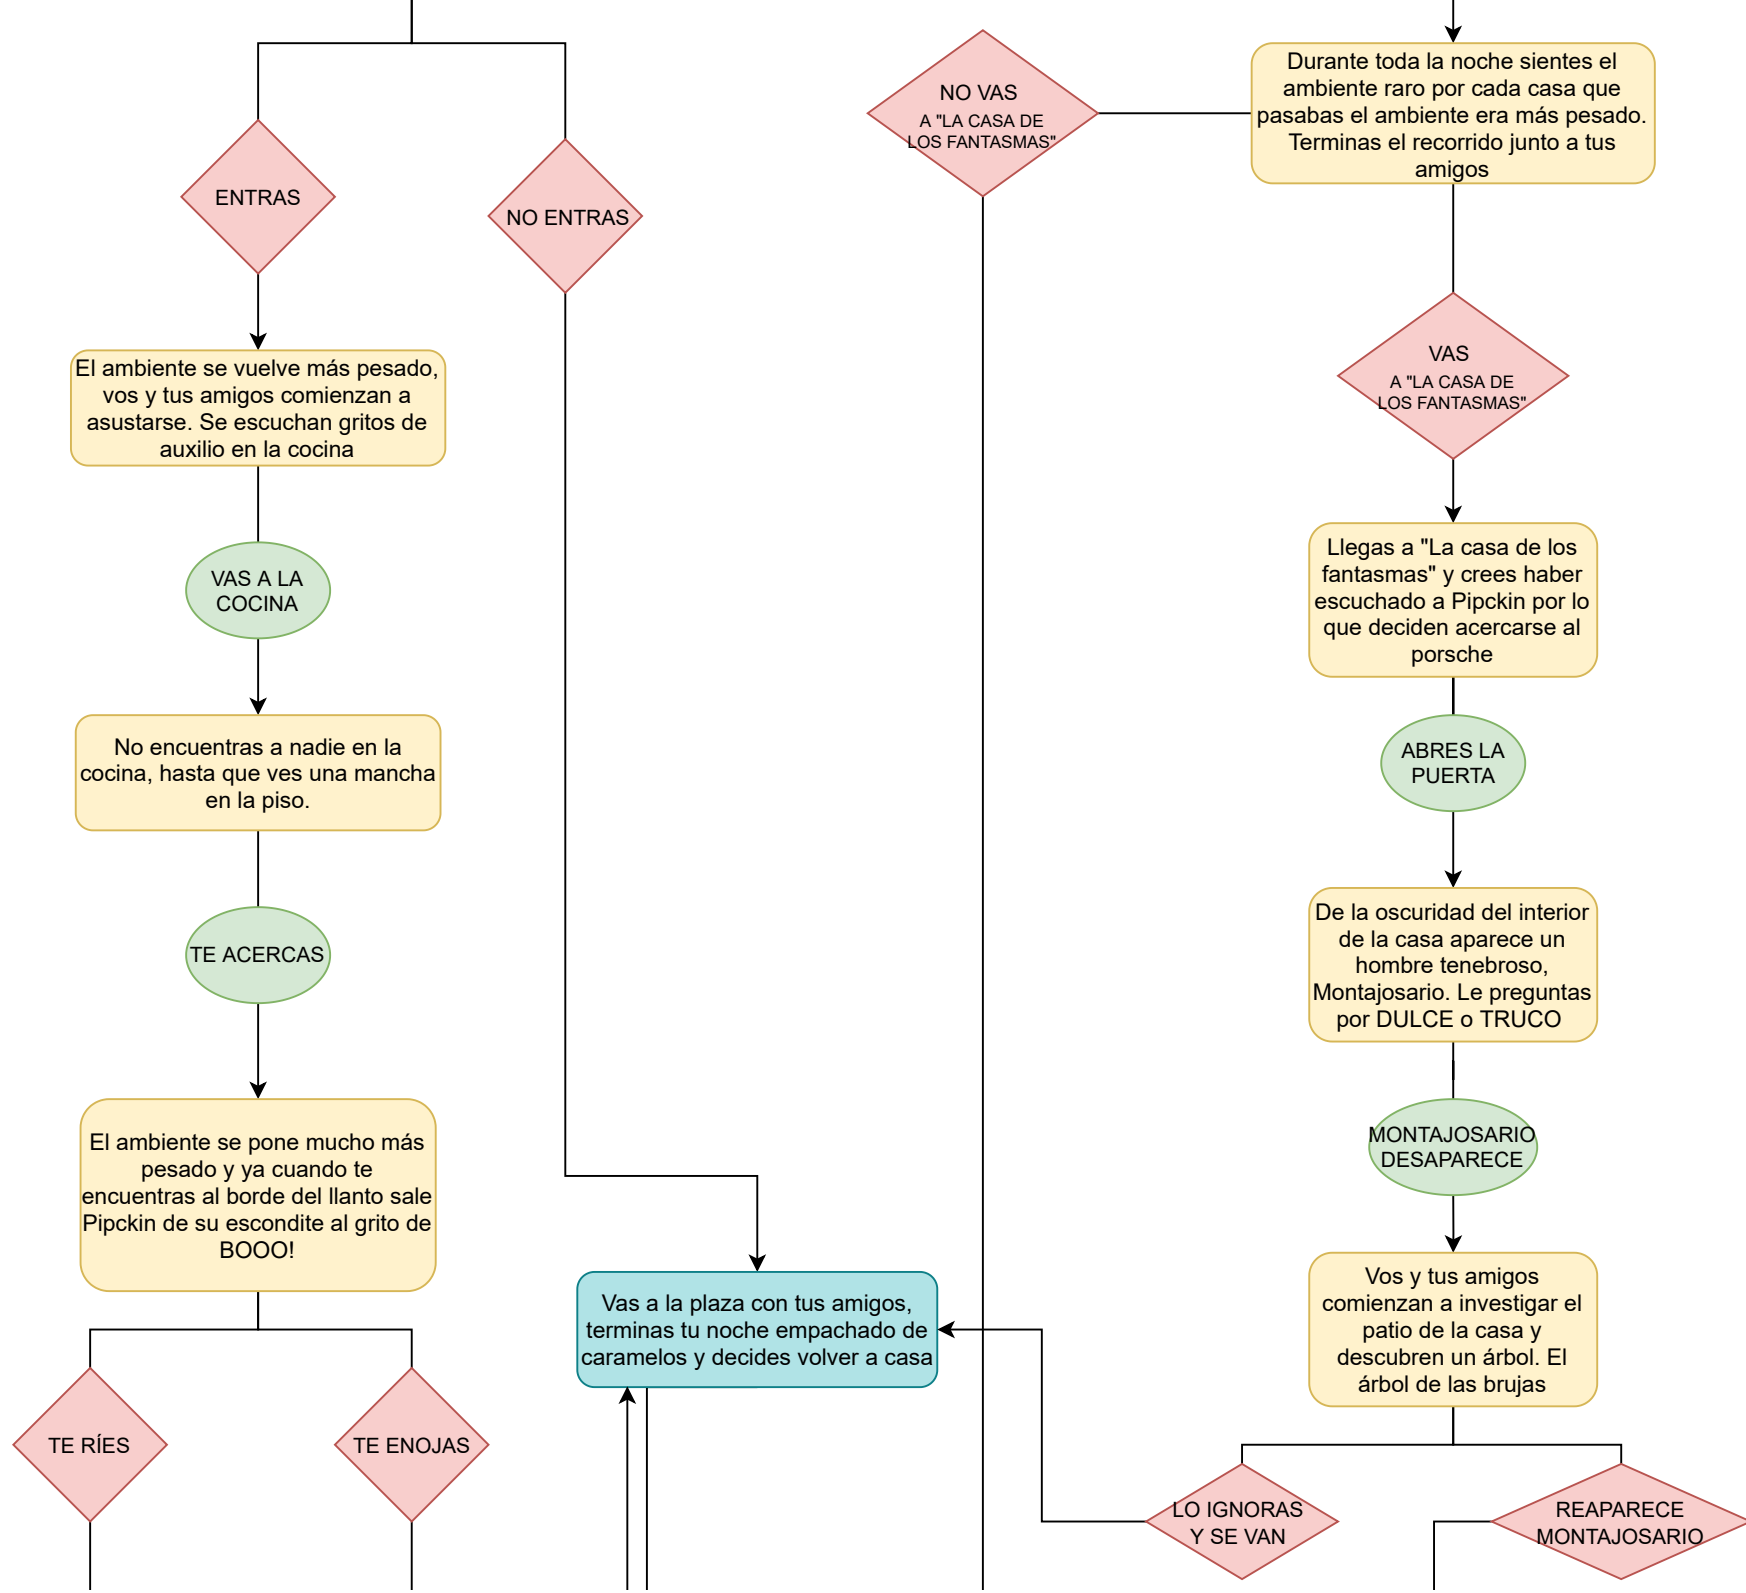 ENTRAS
NO ENTRAS
El ambiente se vuelve más pesado,
vos y tus amigos comienzan a
asustarse. Se escuchan gritos de
auxilio en la cocina
VAS A LA
COCINA
No encuentras a nadie en la
cocina, hasta que ves una mancha
en la piso.
TE ACERCAS
El ambiente se pone mucho más
pesado y ya cuando te
encuentras al borde del llanto sale
Pipckin de su escondite al grito de
BOOO!
TE RÍES
TE ENOJAS
Vas a la plaza con tus amigos,
terminas tu noche empachado de
caramelos y decides volver a casa
NO VAS
A "LA CASA DE
LOS FANTASMAS"
Durante toda la noche sientes el
ambiente raro por cada casa que
pasabas el ambiente era más pesado.
Terminas el recorrido junto a tus
amigos
VAS
A "LA CASA DE
LOS FANTASMAS"
Llegas a "La casa de los
fantasmas" y crees haber
escuchado a Pipckin por lo
que deciden acercarse al
porsche
ABRES LA
PUERTA
De la oscuridad del interior
de la casa aparece un
hombre tenebroso,
Montajosario. Le preguntas
por DULCE o TRUCO
MONTAJOSARIO
DESAPARECE
Vos y tus amigos
comienzan a investigar el
patio de la casa y
descubren un árbol. El
árbol de las brujas
LO IGNORAS
Y SE VAN
REAPARECE
MONTAJOSARIO